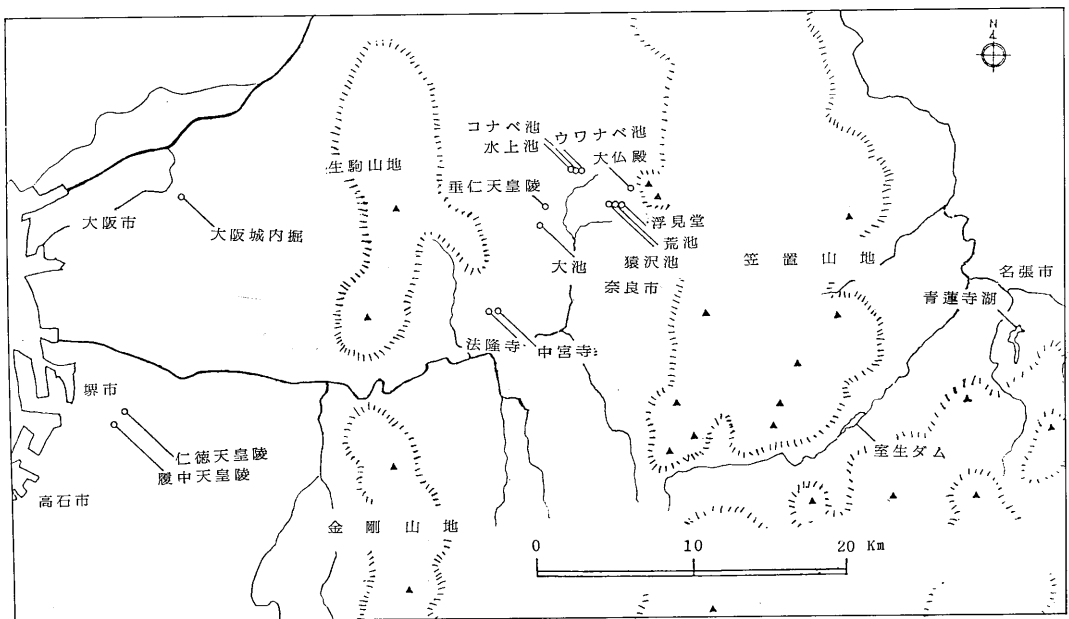 N
コナベ池
ウワナベ池
水上池
大仏殿
生駒山地
垂仁天皇陵
大阪市
大阪城内掘
浮見堂
荒池
大池
猿沢池
笠置山地
奈良市
名張市
青蓮寺湖
法隆寺
中宮寺
堺市
仁徳天皇陵
履中天皇陵
室生ダム
高石市
金剛山地
0 10 20 Km